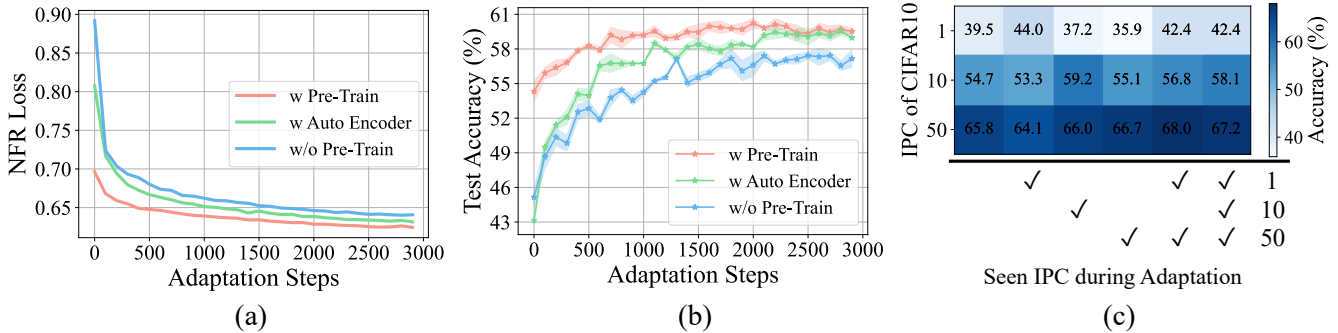 0.90
0.85
0.80
0.75
0.70
0.65
NFR Loss
w Pre-Train
w Auto Encoder
w/o Pre-Train
0 500 1000 1500 2000 2500 3000
Adaptation Steps
(a)
61
58
55
52
49
46
43
Test Accuracy (%)
w Pre-Train
w Auto Encoder
w/o Pre-Train
0 500 1000 1500 2000 2500 3000
Adaptation Steps
(b)
IPC of CIFAR10
1 39.5 44.0 37.2 35.9 42.4 42.4
10 54.7 53.3 59.2 55.1 56.8 58.1
50 65.8 64.1 66.0 66.7 68.0 67.2
60
40
Accuracy (%)
✓ ✓ ✓ 1
✓ ✓ 10
✓ ✓ ✓ 50
Seen IPC during Adaptation
(c)